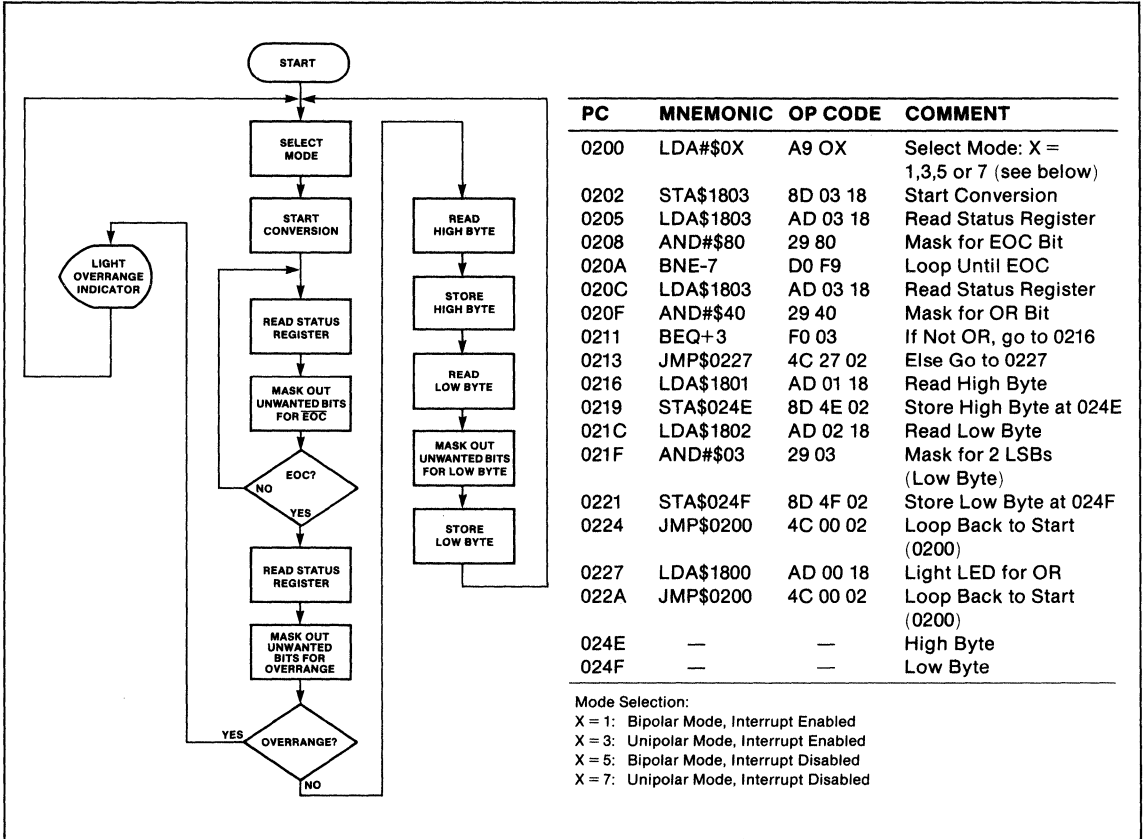 START
SELECT
MODE
START
CONVERSION
LIGHT
OVERRANGE
INDICATOR
READ STATUS
REGISTER
MASK OUT
UNWANTED BITS
FOR EOC
EOC?
NO
YES
READ STATUS
REGISTER
MASK OUT
UNWANTED
BITS FOR
OVERRANGE
YES
OVERRANGE?
NO
READ
HIGH BYTE
STORE
HIGH BYTE
READ
LOW BYTE
MASK OUT
UNWANTED BITS
FOR LOW BYTE
STORE
LOW BYTE
PC MNEMONIC OP CODE COMMENT
0200 LDA#$0X A9 OX Select Mode: X =
1,3,5 or 7 (see below)
0202 STA$1803 8D 03 18 Start Conversion
0205 LDA$1803 AD 03 18 Read Status Register
0208 AND#$80 29 80 Mask for EOC Bit
020A BNE-7 D0 F9 Loop Until EOC
020C LDA$1803 AD 03 18 Read Status Register
020F AND#$40 29 40 Mask for OR Bit
0211 BEQ+3 F0 03 If Not OR, go to 0216
0213 JMP$0227 4C 27 02 Else Go to 0227
0216 LDA$1801 AD 01 18 Read High Byte
0219 STA$024E 8D 4E 02 Store High Byte at 024E
021C LDA$1802 AD 02 18 Read Low Byte
021F AND#$03 29 03 Mask for 2 LSBs
(Low Byte)
0221 STA$024F 8D 4F 02 Store Low Byte at 024F
0224 JMP$0200 4C 00 02 Loop Back to Start
(0200)
0227 LDA$1800 AD 00 18 Light LED for OR
022A JMP$0200 4C 00 02 Loop Back to Start
(0200)
024E — — High Byte
024F — — Low Byte
Mode Selection:
X = 1: Bipolar Mode, Interrupt Enabled
X = 3: Unipolar Mode, Interrupt Enabled
X = 5: Bipolar Mode, Interrupt Disabled
X = 7: Unipolar Mode, Interrupt Disabled